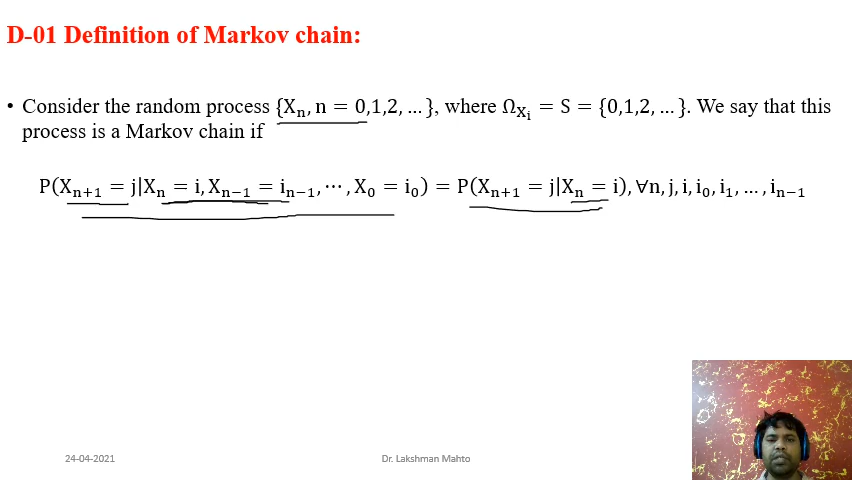 D-01 Definition of Markov chain:
• Consider the random process {Xₙ, n = 0,1,2, … }, where Ω_Xᵢ = S = {0,1,2, … }. We say that this
process is a Markov chain if
P(Xₙ₊₁ = j|Xₙ = i, Xₙ₋₁ = iₙ₋₁, ⋯ , X₀ = i₀) = P(Xₙ₊₁ = j|Xₙ = i), ∀n, j, i, i₀, i₁, … , iₙ₋₁
24-04-2021
Dr. Lakshman Mahto